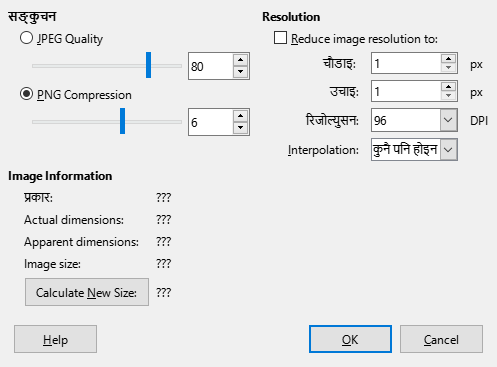 सङ्कुचन
JPEG Quality
80
PNG Compression
6
Resolution
Reduce image resolution to:
चौडाइ: 1 px
उचाइ: 1 px
रिजोल्युसन: 96 DPI
Interpolation: कुनै पनि होइन
Image Information
प्रकार: ???
Actual dimensions: ???
Apparent dimensions: ???
Image size: ???
Calculate New Size: ???
Help
OK
Cancel